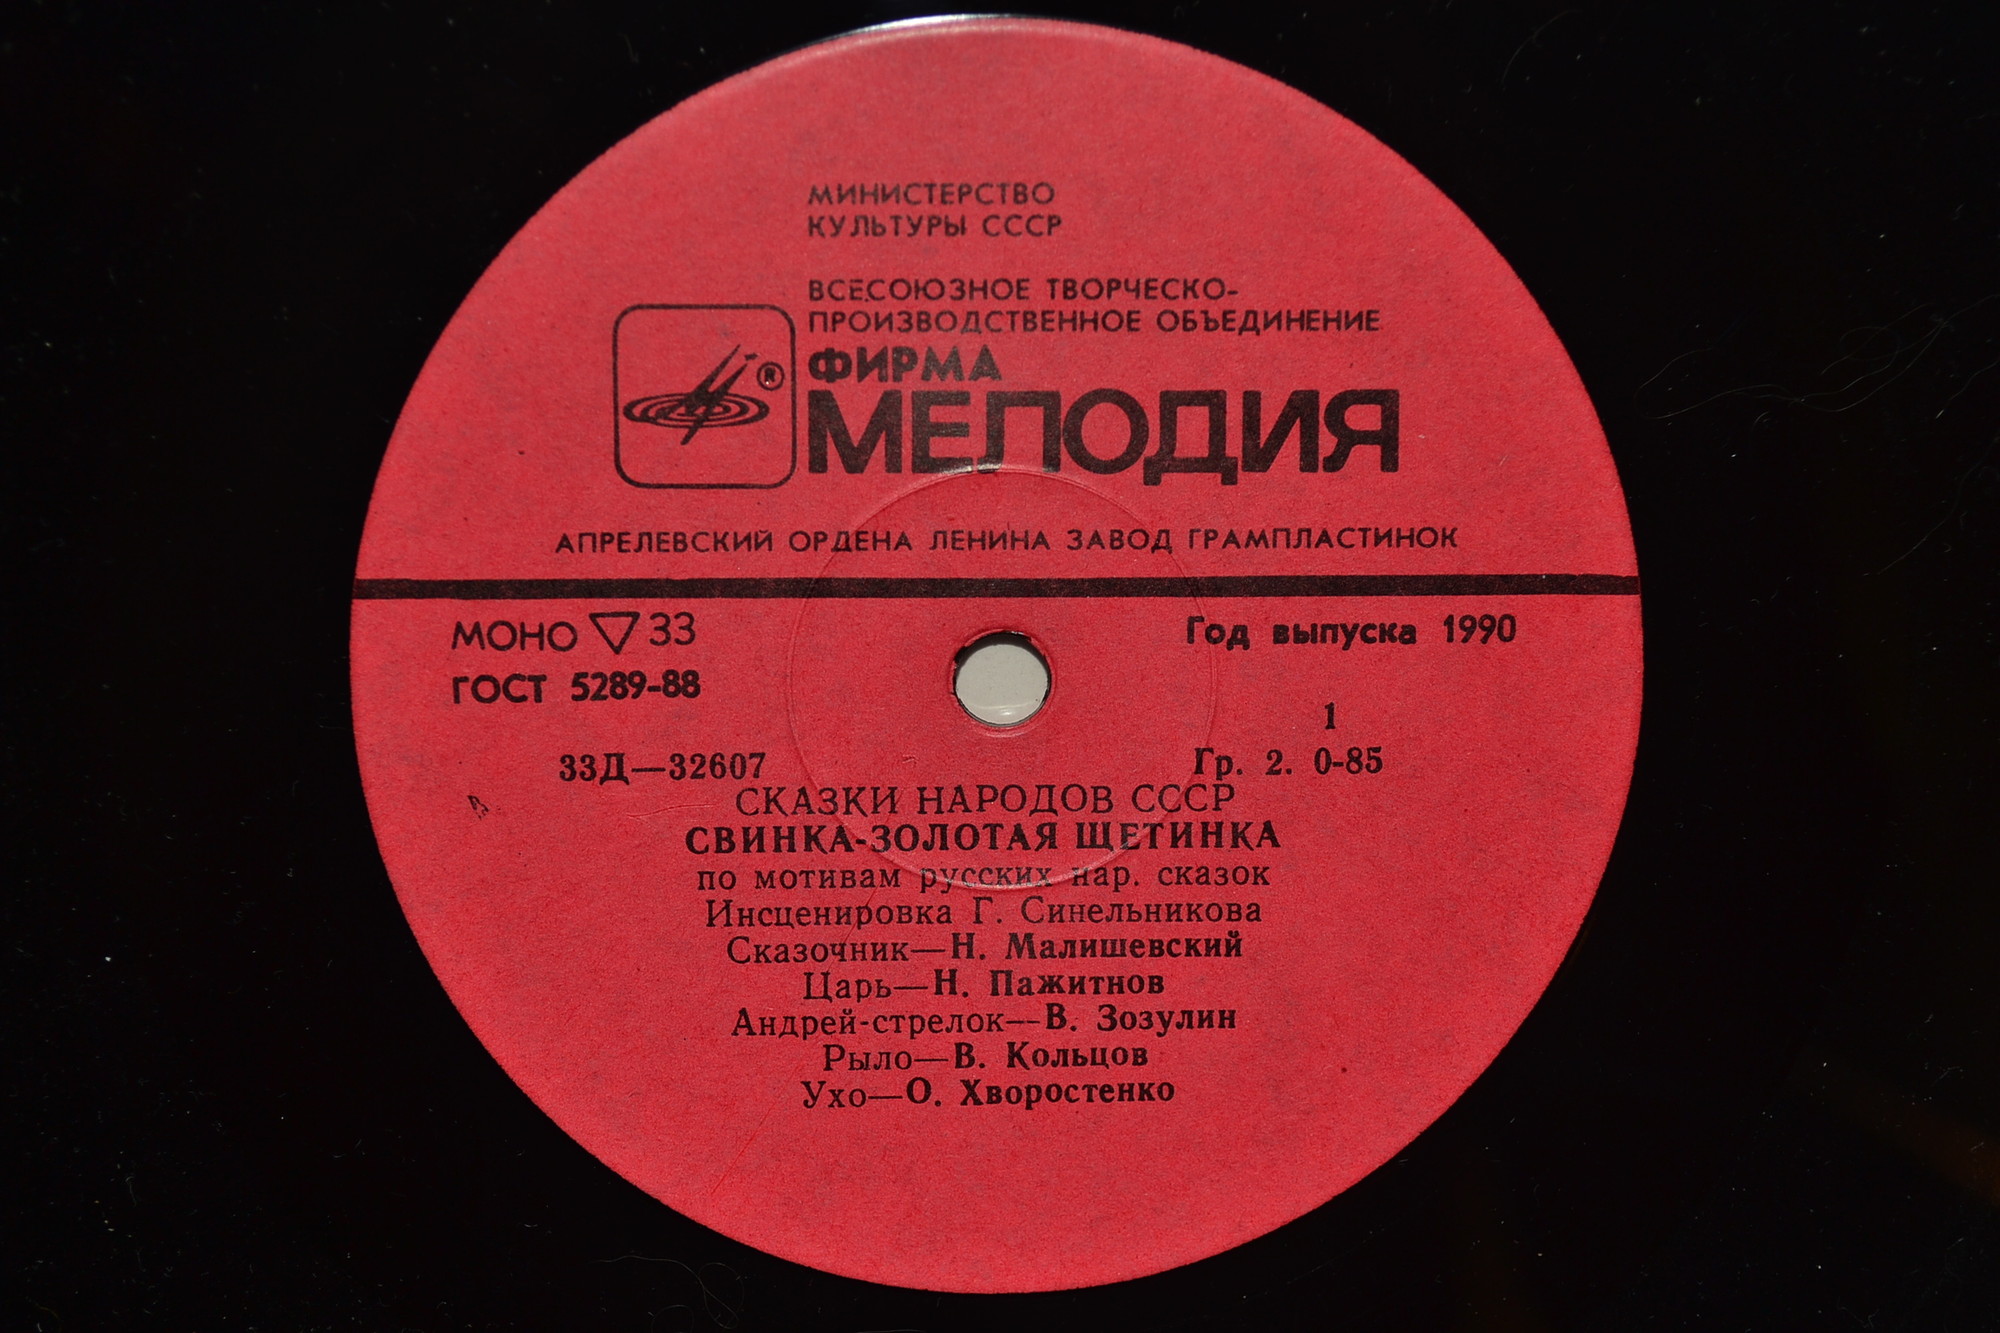 МИНИСТЕРСТВО
КУЛЬТУРЫ СССР
ВСЕСОЮЗНОЕ ТВОРЧЕСКО-
ПРОИЗВОДСТВЕННОЕ ОБЪЕДИНЕНИЕ
ФИРМА
®
МЕЛОДИЯ
АПРЕЛЕВСКИЙ ОРДЕНА ЛЕНИНА ЗАВОД ГРАМПЛАСТИНОК
МОНО ▽ 33
Год выпуска 1990
ГОСТ 5289-88
1
33Д—32607
Гр. 2. 0-85
СКАЗКИ НАРОДОВ СССР
СВИНКА-ЗОЛОТАЯ ЩЕТИНКА
по мотивам русских нар. сказок
Инсценировка Г. Синельникова
Сказочник—Н. Малишевский
Царь—Н. Пажитнов
Андрей-стрелок—В. Зозулин
Рыло—В. Кольцов
Ухо—О. Хворостенко